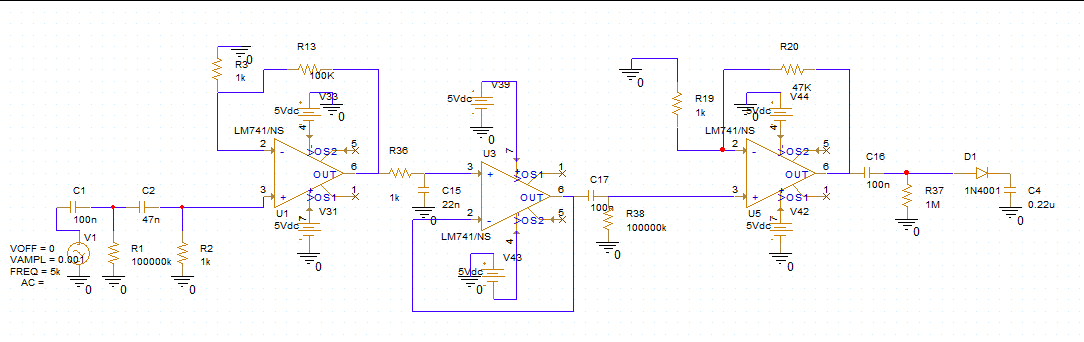 R13
100K
R3
1k
0
V33
5Vdc
0
4
LM741/NS
2
-
OS2
5
OUT
6
3
+
OS1
1
U1
7
V31
5Vdc
0
C1
100n
C2
47n
V1
VOFF = 0
VAMPL = 0.001
FREQ = 5k
AC =
0
R1
100000k
0
R2
1k
0
R36
1k
C15
22n
0
V39
5Vdc
0
7
U3
3
+
OS1
1
OUT
6
2
-
OS2
5
LM741/NS
4
V43
5Vdc
0
C17
100n
R38
100000k
0
R20
47K
0
R19
1k
V44
5Vdc
0
4
LM741/NS
2
-
OS2
5
OUT
6
3
+
OS1
1
U5
7
V42
5Vdc
0
C16
100n
R37
1M
0
D1
1N4001
C4
0.22u
0